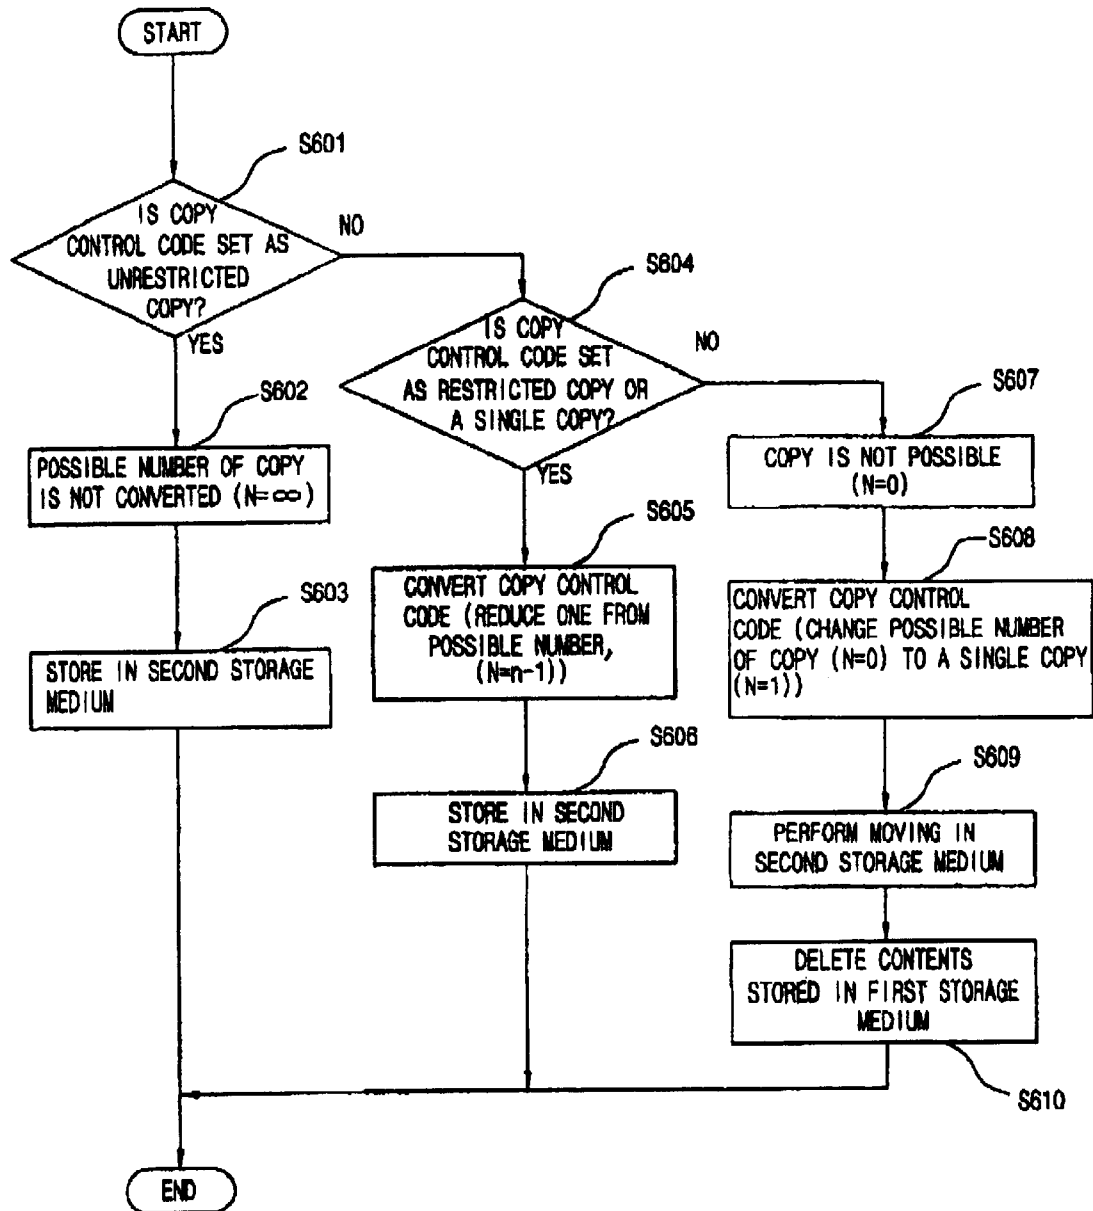 START
S601
IS COPY
CONTROL CODE SET AS
UNRESTRICTED
COPY?
NO
YES
S604
IS COPY
CONTROL CODE SET
AS RESTRICTED COPY OR
A SINGLE COPY?
NO
YES
S602
POSSIBLE NUMBER OF COPY
IS NOT CONVERTED (N=∞)
S603
STORE IN SECOND STORAGE
MEDIUM
S605
CONVERT COPY CONTROL
CODE (REDUCE ONE FROM
POSSIBLE NUMBER,
(N=n-1))
S606
STORE IN SECOND
STORAGE MEDIUM
S607
COPY IS NOT POSSIBLE
(N=0)
S608
CONVERT COPY CONTROL
CODE (CHANGE POSSIBLE NUMBER
OF COPY (N=0) TO A SINGLE COPY
(N=1))
S609
PERFORM MOVING IN
SECOND STORAGE MEDIUM
DELETE CONTENTS
STORED IN FIRST STORAGE
MEDIUM
S610
END